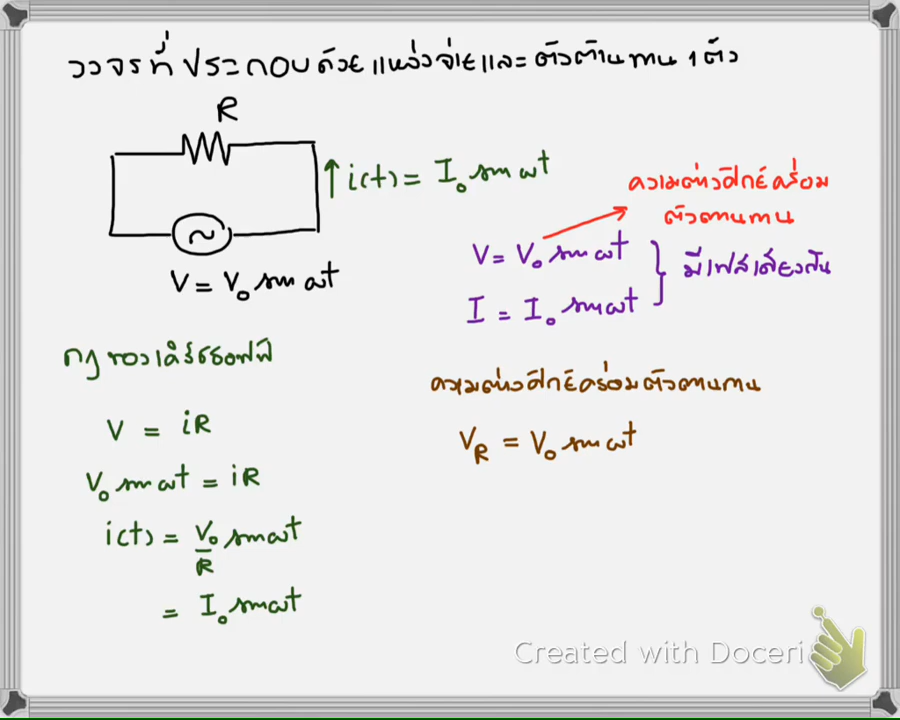 วงจรที่ประกอบด้วยแหล่งจ่ายและตัวต้านทาน 1 ตัว
R
i(t) = I₀ sin ωt
ความต่างศักย์คร่อม
ตัวตานทาน
V = V₀ sin ωt
V = V₀ sin ωt
I = I₀ sin ωt
มีเฟสเดียวกัน
กฎของเคิร์ชฮอฟฟ์
V = iR
V₀ sin ωt = iR
i(t) = V₀/R sin ωt
= I₀ sin ωt
ความต่างศักย์คร่อมตัวตานทาน
V_R = V₀ sin ωt
Created with Doceri